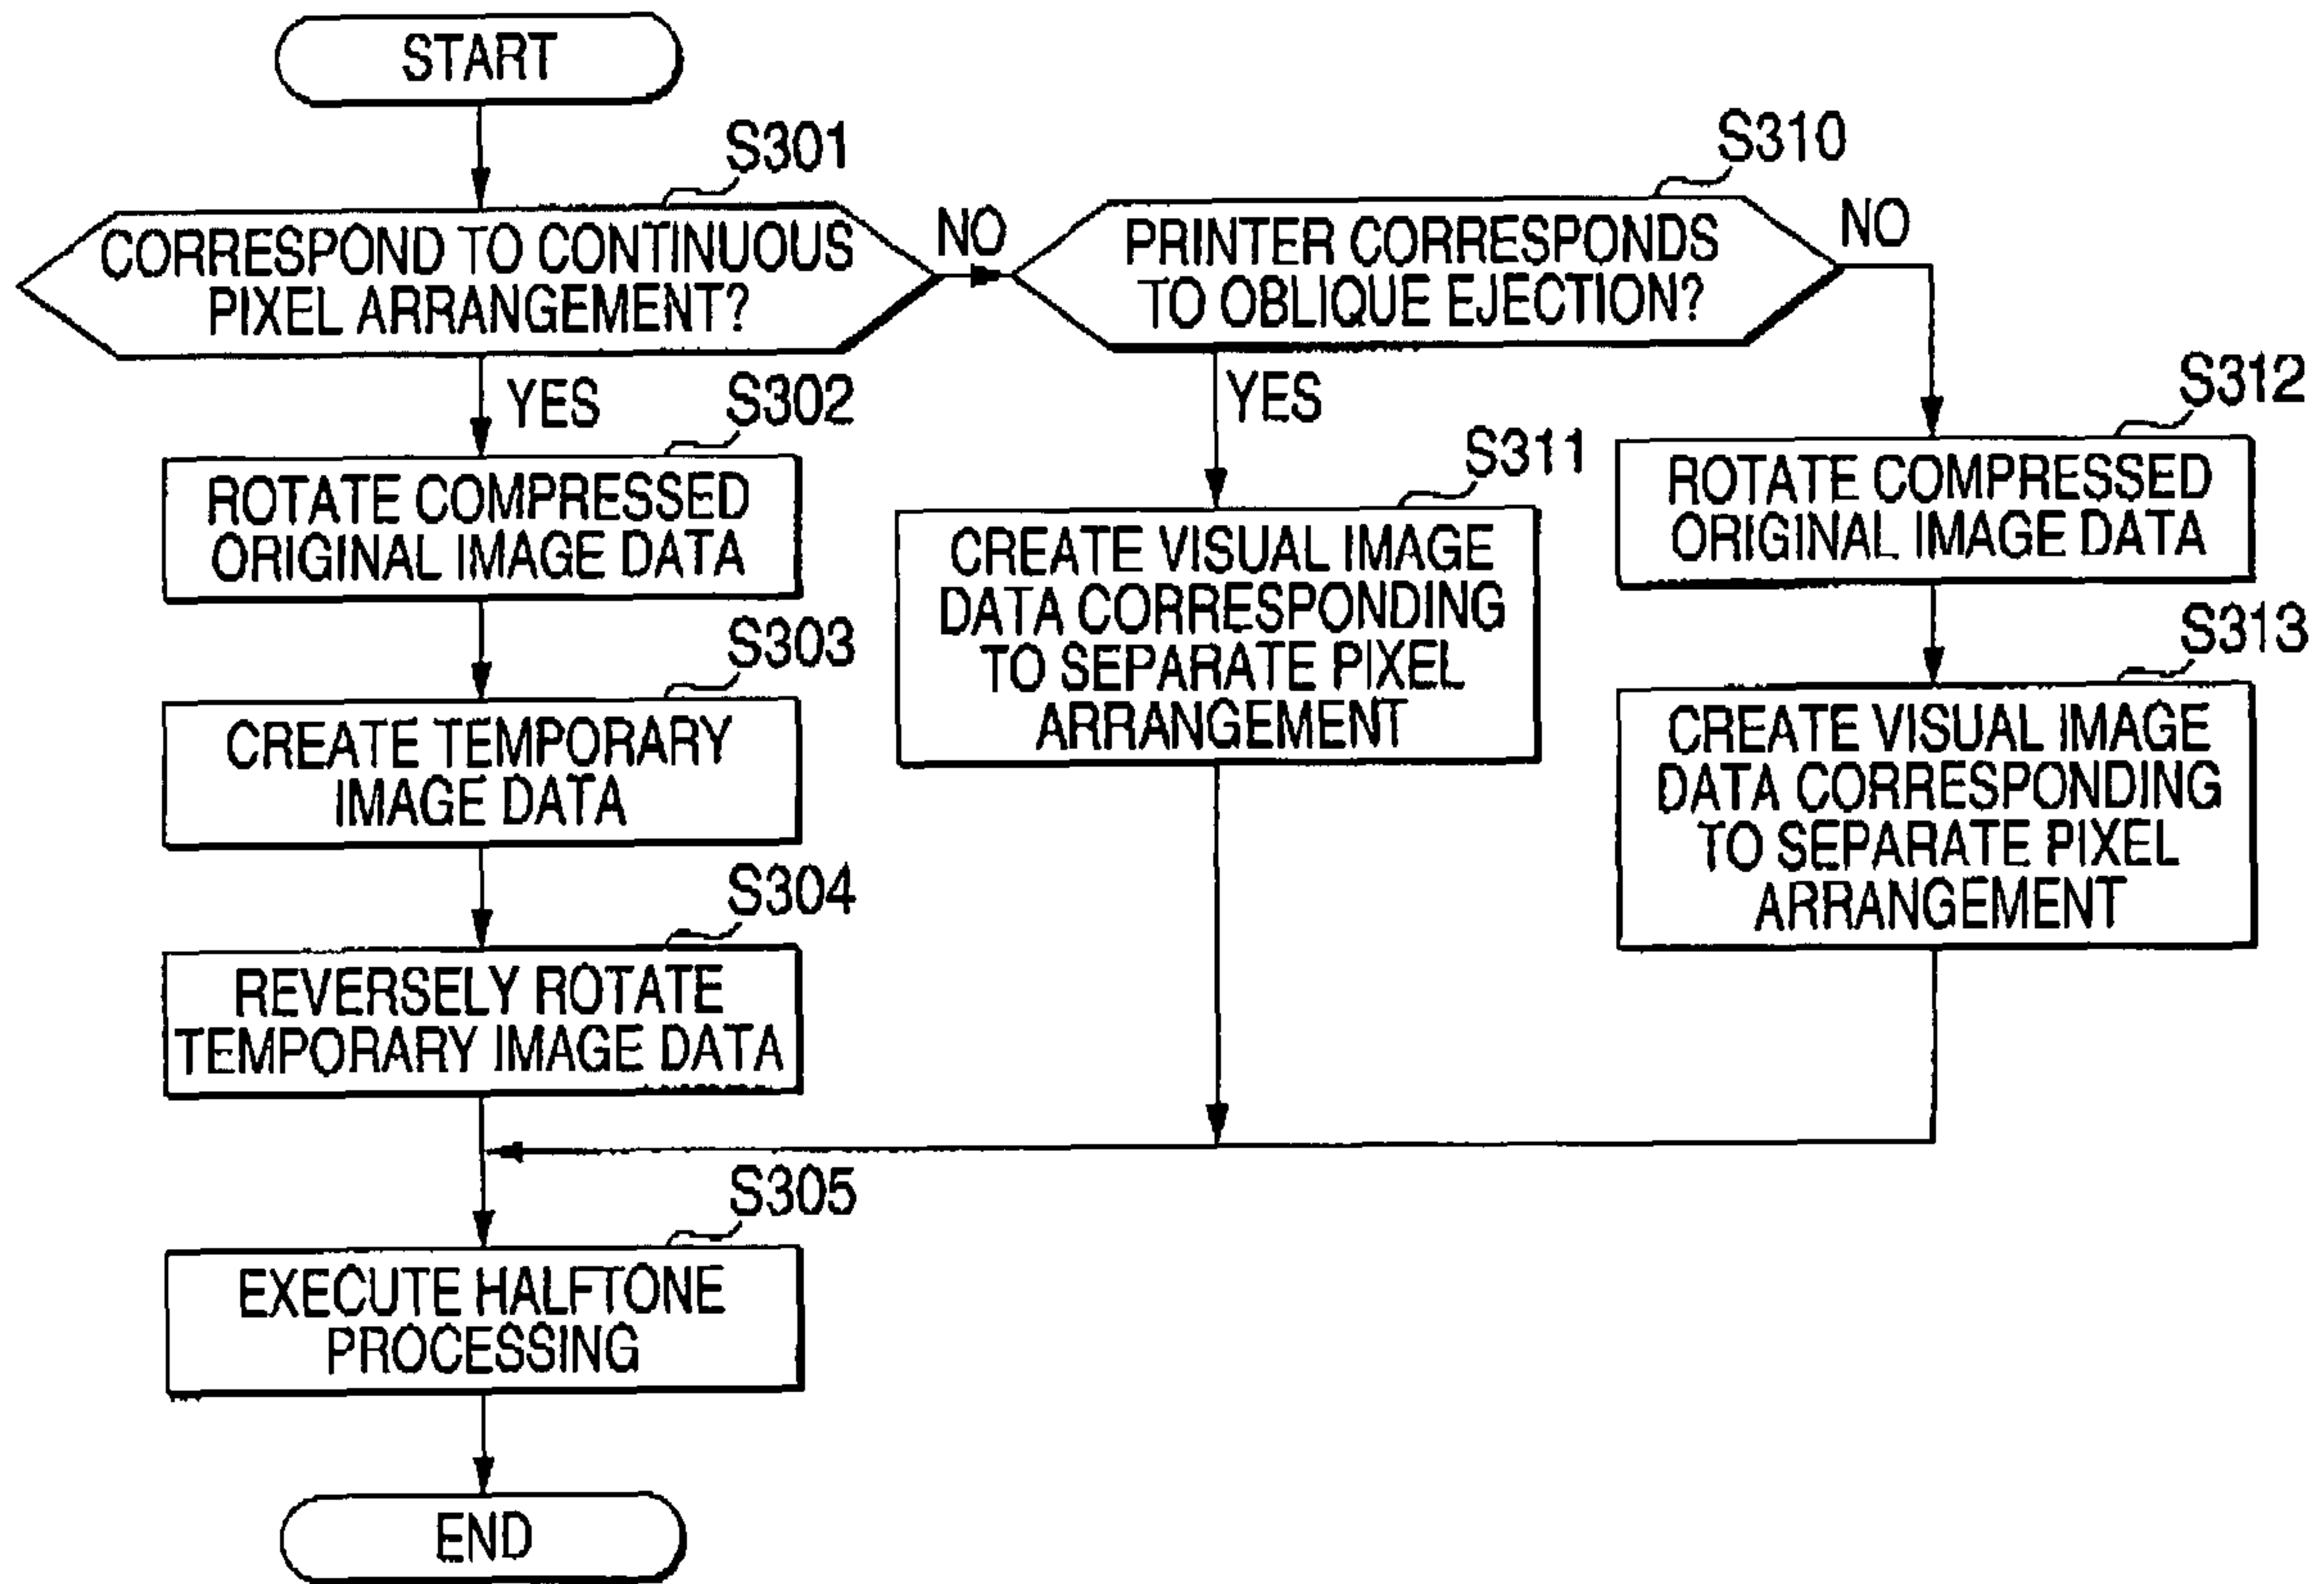 START
S301
CORRESPOND TO CONTINUOUS
PIXEL ARRANGEMENT?
NO
YES
S302
ROTATE COMPRESSED
ORIGINAL IMAGE DATA
S303
CREATE TEMPORARY
IMAGE DATA
S304
REVERSELY ROTATE
TEMPORARY IMAGE DATA
S310
PRINTER CORRESPONDS
TO OBLIQUE EJECTION?
NO
YES
S311
CREATE VISUAL IMAGE
DATA CORRESPONDING
TO SEPARATE PIXEL
ARRANGEMENT
S312
ROTATE COMPRESSED
ORIGINAL IMAGE DATA
S313
CREATE VISUAL IMAGE
DATA CORRESPONDING
TO SEPARATE PIXEL
ARRANGEMENT
S305
EXECUTE HALFTONE
PROCESSING
END